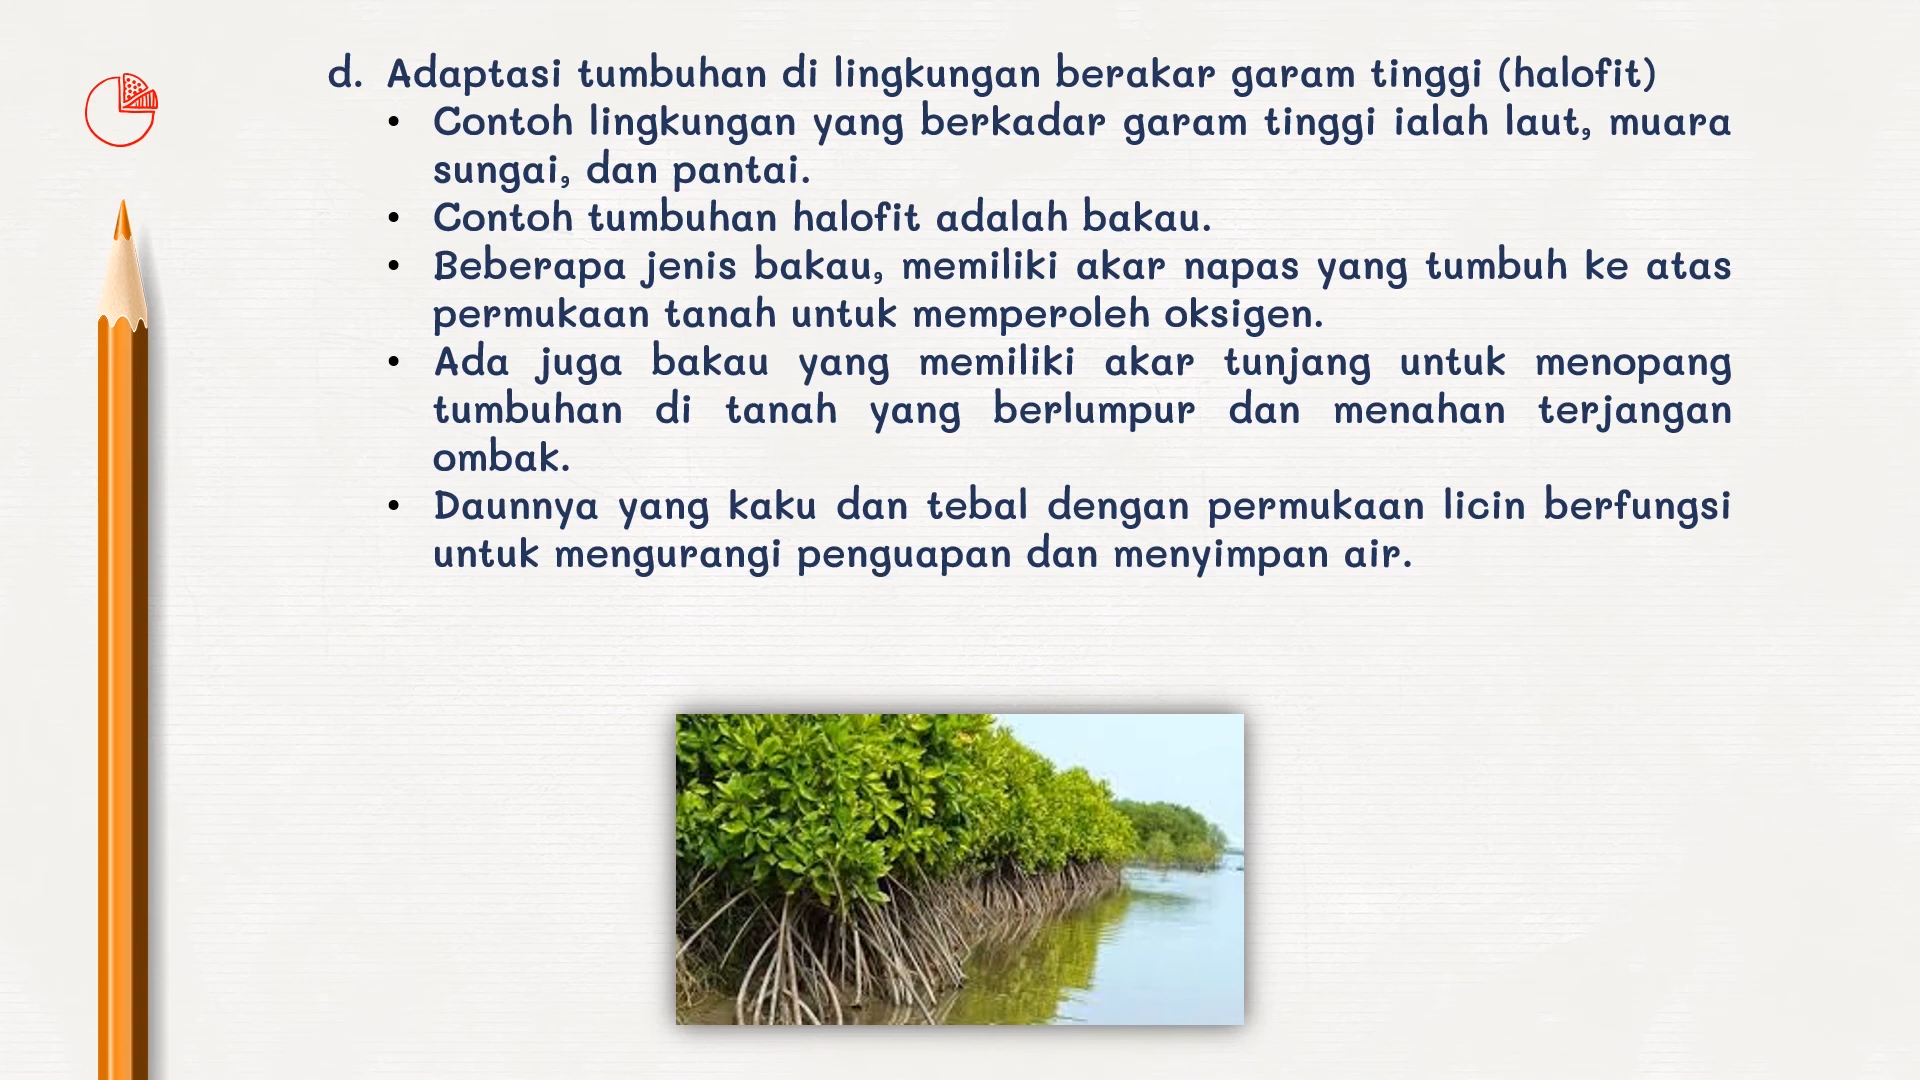 d. Adaptasi tumbuhan di lingkungan berakar garam tinggi (halofit)
• Contoh lingkungan yang berkadar garam tinggi ialah laut, muara
sungai, dan pantai.
• Contoh tumbuhan halofit adalah bakau.
• Beberapa jenis bakau, memiliki akar napas yang tumbuh ke atas
permukaan tanah untuk memperoleh oksigen.
• Ada juga bakau yang memiliki akar tunjang untuk menopang
tumbuhan di tanah yang berlumpur dan menahan terjangan
ombak.
• Daunnya yang kaku dan tebal dengan permukaan licin berfungsi
untuk mengurangi penguapan dan menyimpan air.